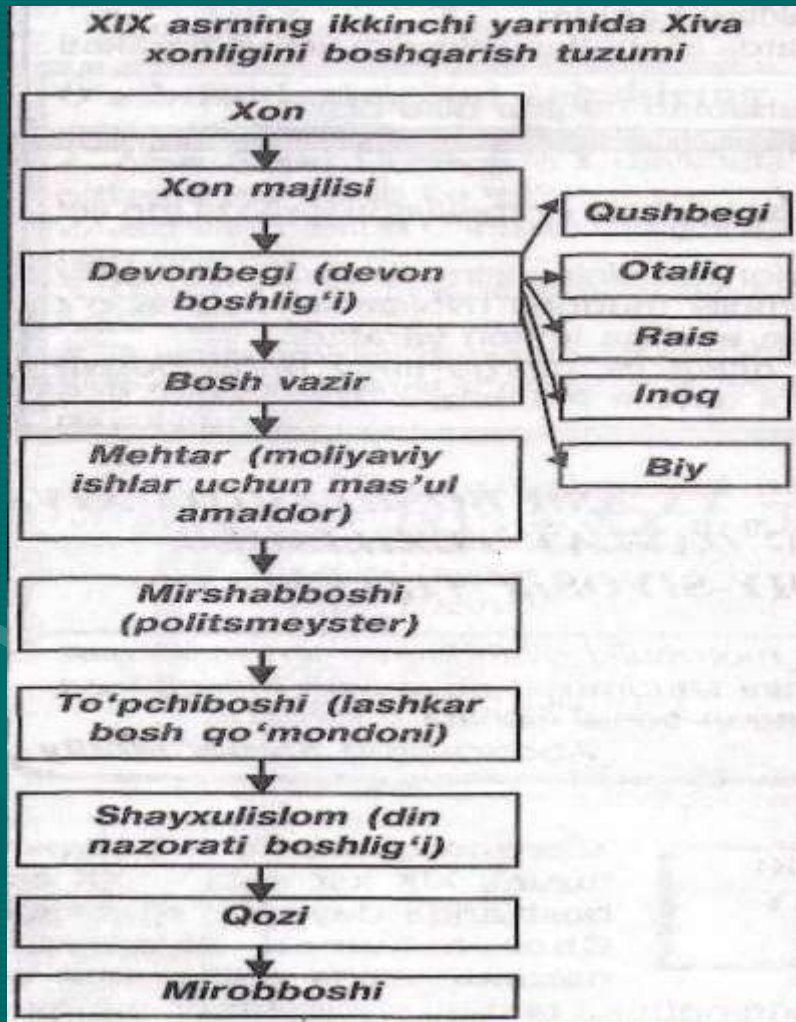 XIX asrning ikkinchi yarmida Xiva
xonligini boshqarish tuzumi
Xon
Xon majlisi
Devonbegi (devon
boshlig‘i)
Bosh vazir
Mehtar (moliyaviy
ishlar uchun mas’ul
amaldor)
Mirshabboshi
(politsmeyster)
To‘pchiboshi (lashkar
bosh qo‘mondoni)
Shayxulislom (din
nazorati boshlig‘i)
Qozi
Mirobboshi
Qushbegi
Otaliq
Rais
Inoq
Biy